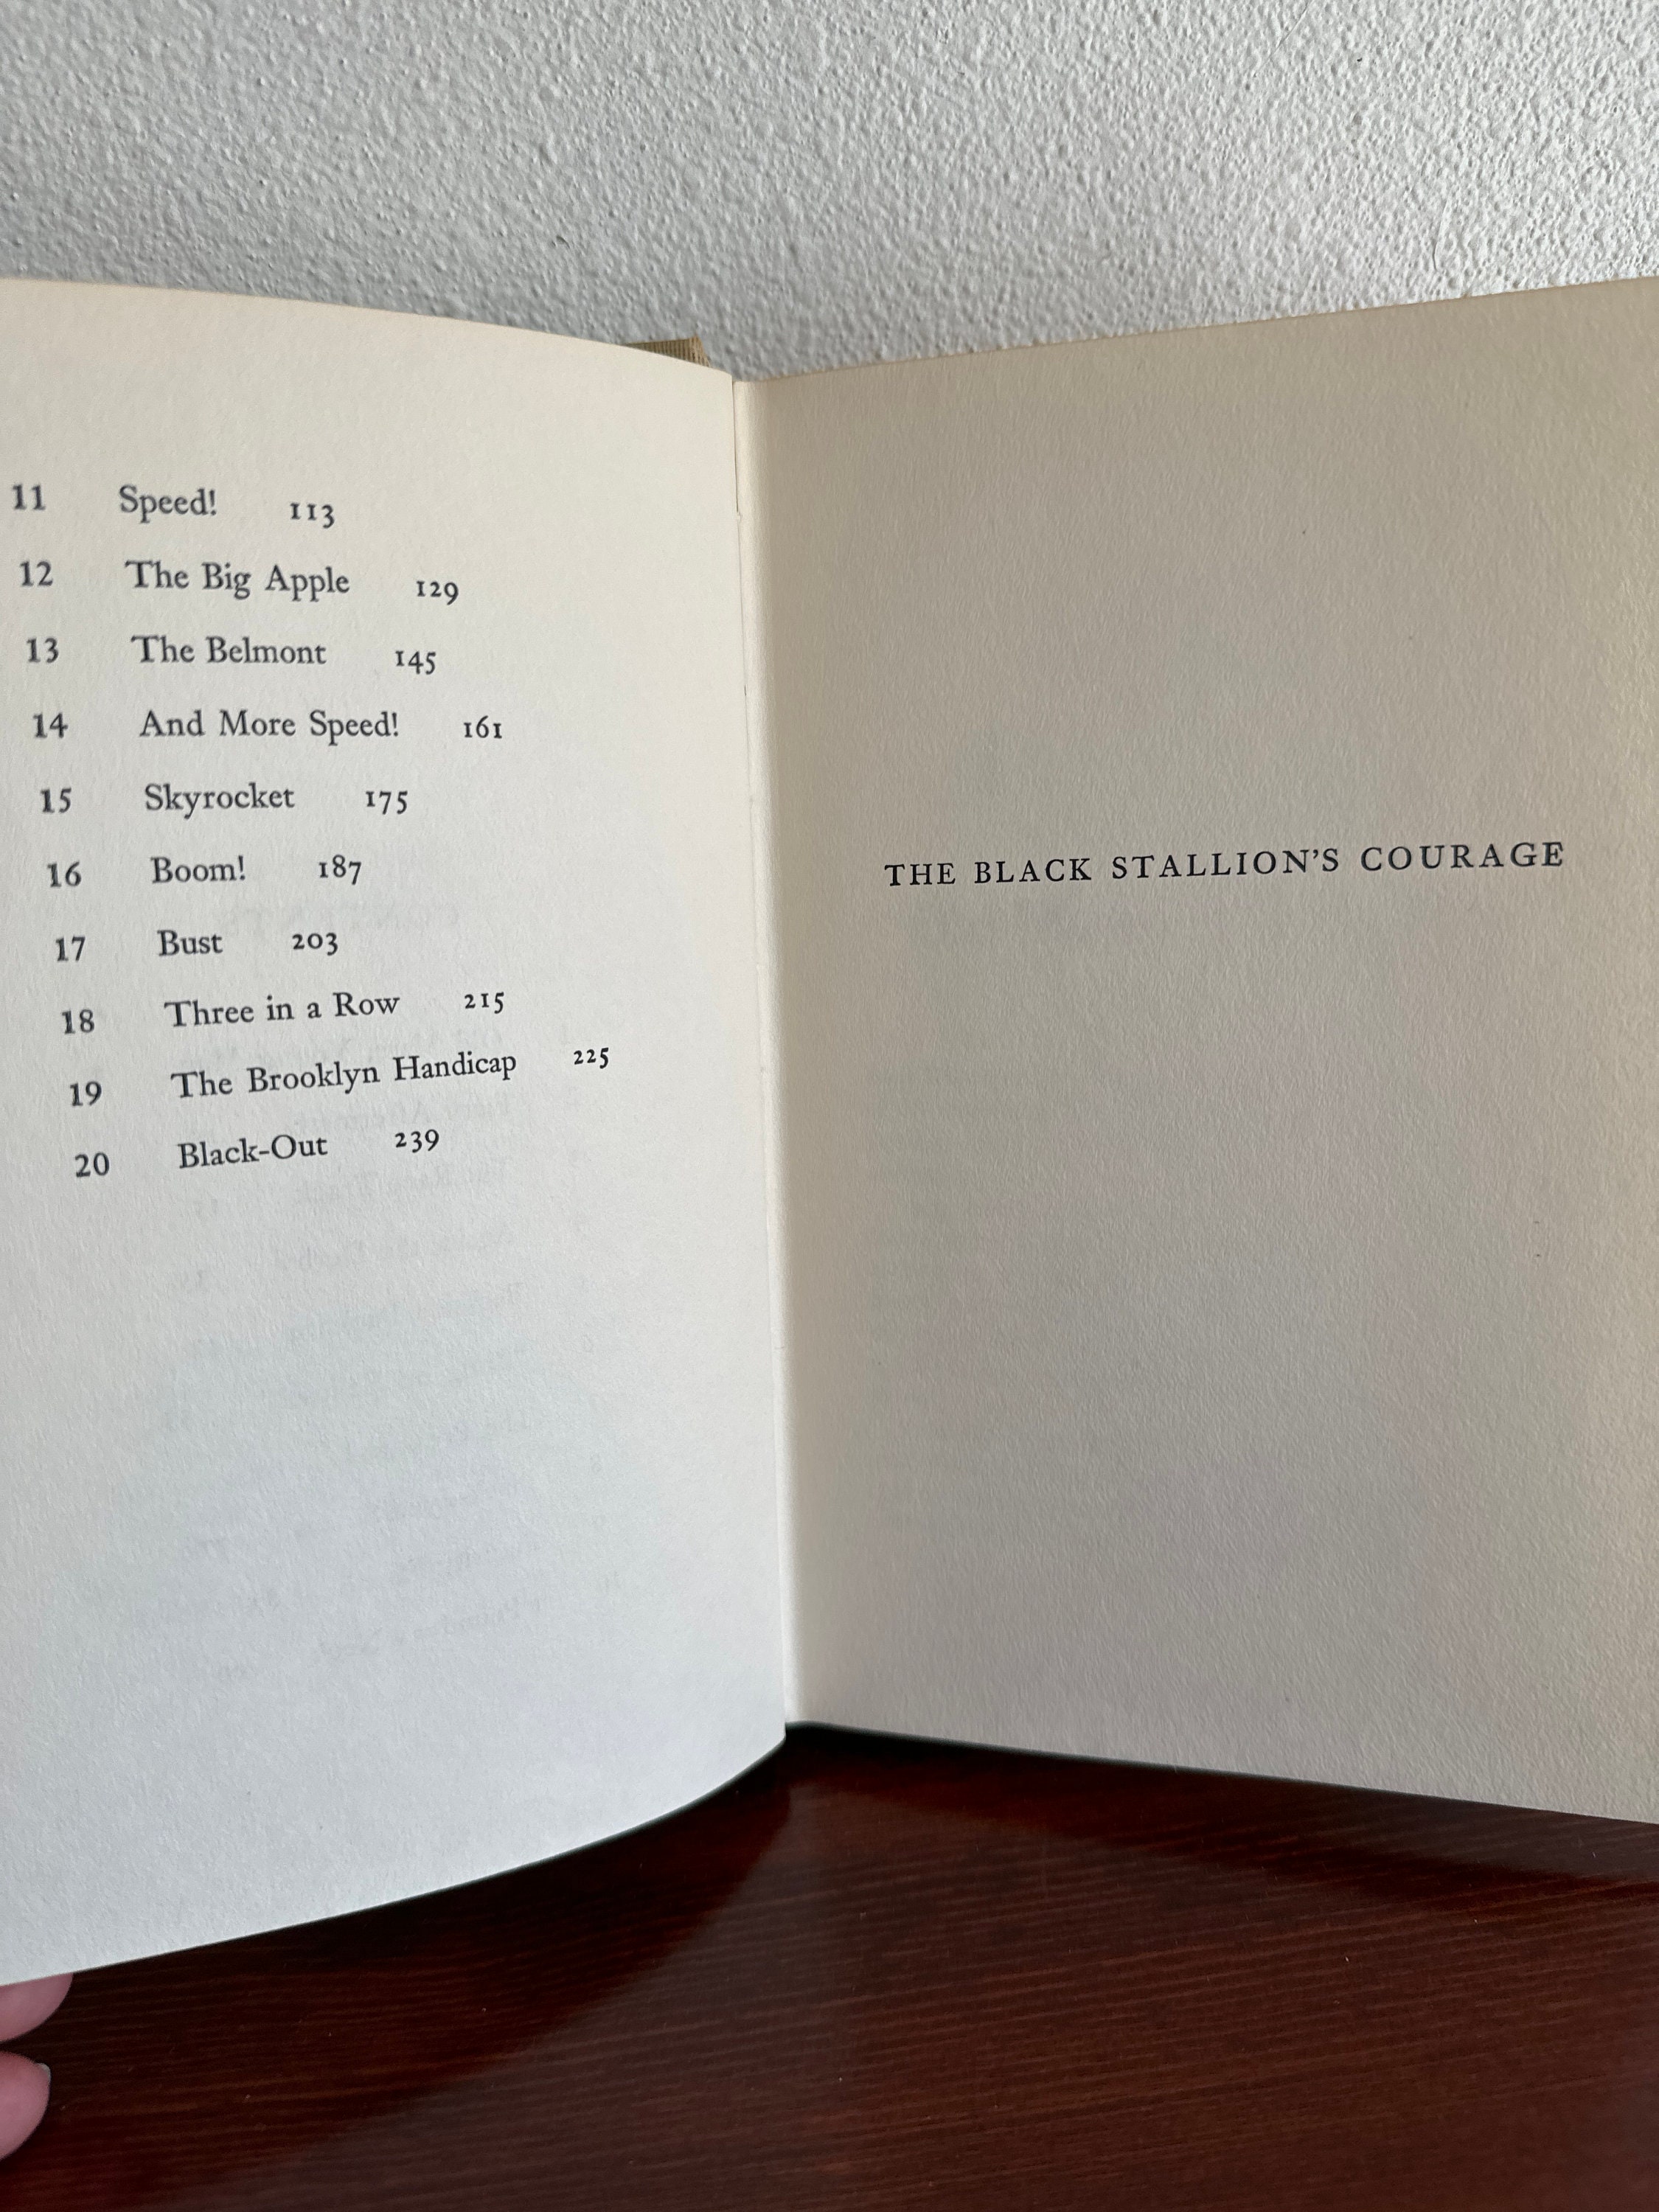 11 Speed! 113
12 The Big Apple 129
13 The Belmont 145
14 And More Speed! 161
15 Skyrocket 175
16 Boom! 187
17 Bust 203
18 Three in a Row 215
19 The Brooklyn Handicap 225
20 Black-Out 239
THE BLACK STALLION'S COURAGE